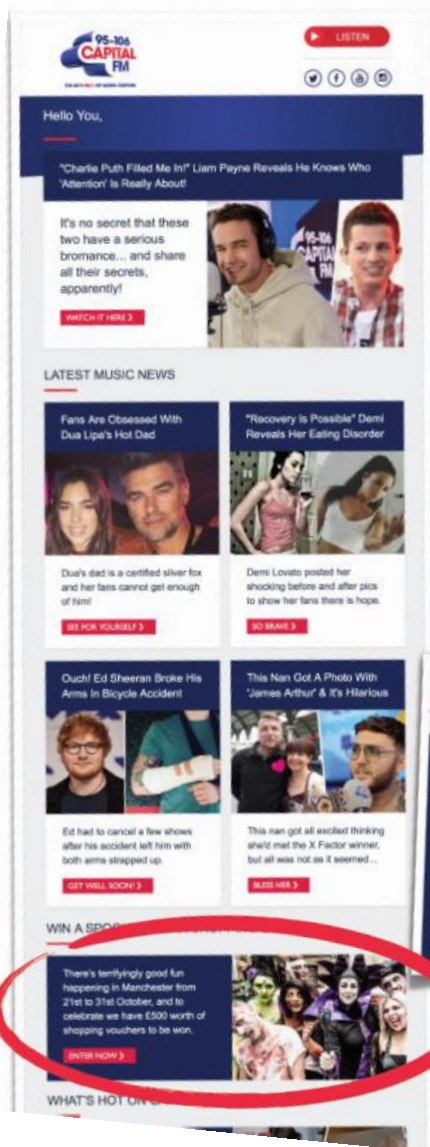 95-106
CAPITAL
FM
LISTEN
Hello You,
"Charlie Puth Filled Me In!" Liam Payne Reveals He Knows Who
'Attention' Is Really About!
It's no secret that these
two have a serious
bromance... and share
all their secrets,
apparently!
WATCH IT HERE >
95-106
CAPITAL
FM
LATEST MUSIC NEWS
Fans Are Obsessed With
Dua Lipa's Hot Dad
Dua's dad is a certified silver fox
and her fans cannot get enough
of him!
SEE FOR YOURSELF >
"Recovery Is Possible" Demi
Reveals Her Eating Disorder
Demi Lovato posted her
shocking before and after pics
to show her fans there is hope.
SO BRAVE >
Ouch! Ed Sheeran Broke His
Arms In Bicycle Accident
Ed had to cancel a few shows
after his accident left him with
both arms strapped up.
GET WELL SOON! >
This Nan Got A Photo With
'James Arthur' & It's Hilarious
This nan got all excited thinking
she'd met the X Factor winner,
but all was not as it seemed...
BLESS HER >
WIN A
There's terrifyingly good fun
happening in Manchester from
21st to 31st October, and to
celebrate we have £500 worth of
shopping vouchers to be won.
ENTER NOW >
WHAT'S HOT ON